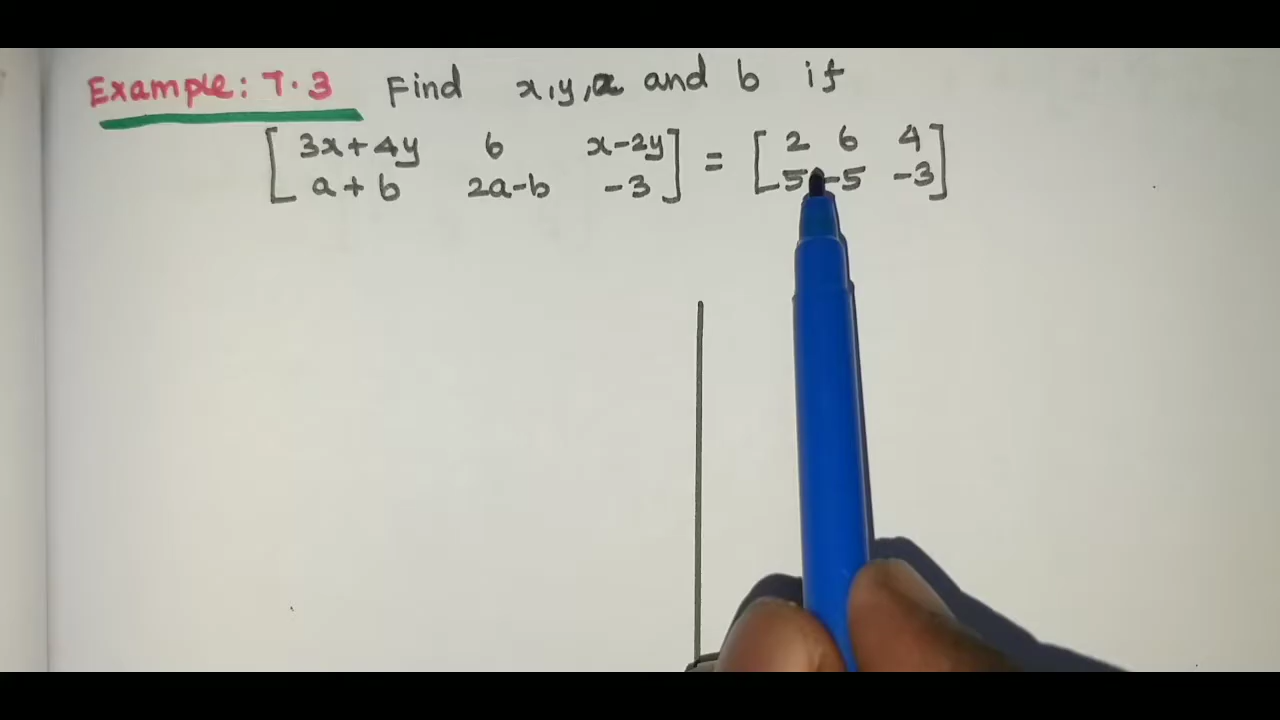 Example: 7.3 Find x, y, a and b if
[ 3x+4y 6 x-2y ] = [ 2 6 4 ]
[ a+b 2a-b -3 ] [ 5 -5 -3 ]